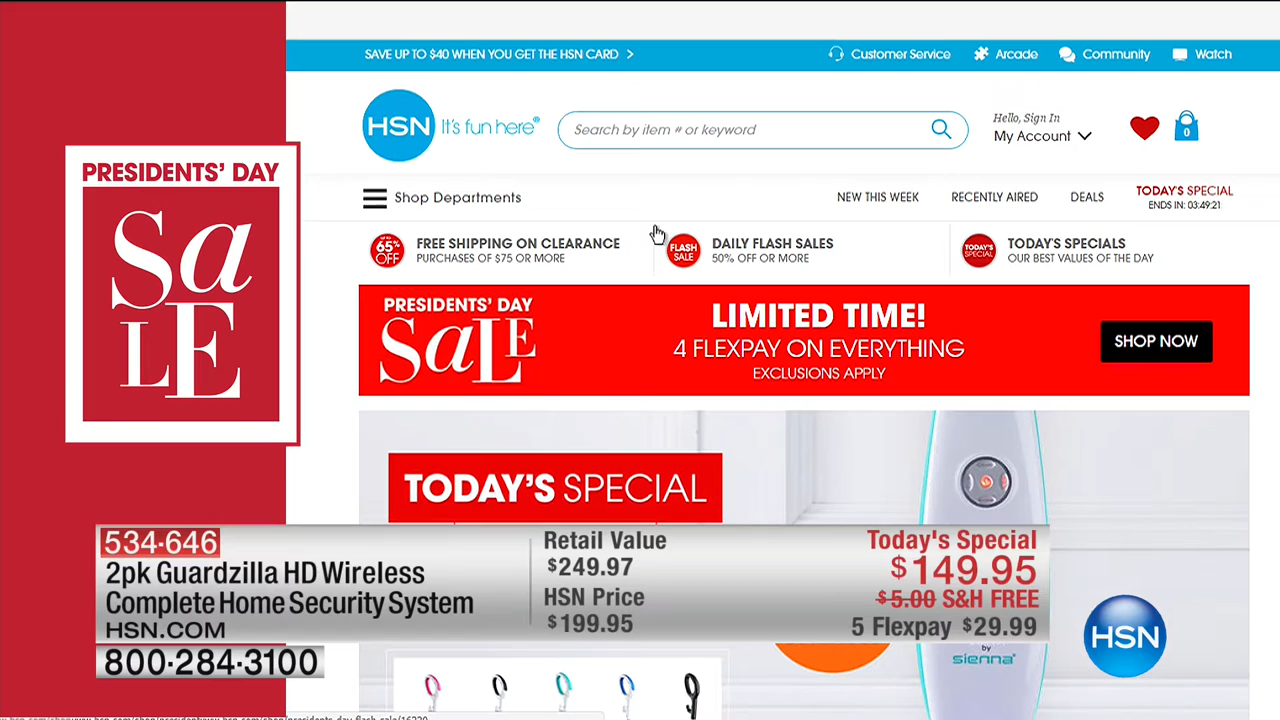 SAVE UP TO $40 WHEN YOU GET THE HSN CARD >
Customer Service
Arcade
Community
Watch
HSN It's fun here®
Search by item # or keyword
Hello, Sign In
My Account
0
PRESIDENTS' DAY
SaLE
Shop Departments
NEW THIS WEEK
RECENTLY AIRED
DEALS
TODAY'S SPECIAL
ENDS IN: 03:49:21
65% OFF
FREE SHIPPING ON CLEARANCE
PURCHASES OF $75 OR MORE
FLASH SALE
DAILY FLASH SALES
50% OFF OR MORE
TODAY'S SPECIAL
TODAY'S SPECIALS
OUR BEST VALUES OF THE DAY
PRESIDENTS' DAY
SaLE
LIMITED TIME!
4 FLEXPAY ON EVERYTHING
EXCLUSIONS APPLY
SHOP NOW
TODAY'S SPECIAL
534-646
2pk Guardzilla HD Wireless
Complete Home Security System
HSN.COM
800-284-3100
Retail Value
$249.97
HSN Price
$199.95
Today's Special
$149.95
$5.00 S&H FREE
5 Flexpay $29.99
HSN
by
sienna®